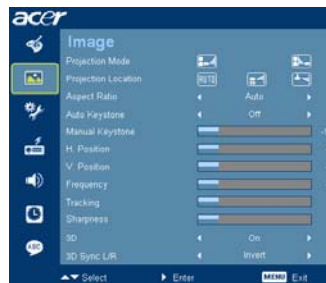 acer
Image
Projection Mode
Projection Location AUTO
Aspect Ratio Auto
Auto Keystone Off
Manual Keystone
H. Position
V. Position
Frequency
Tracking
Sharpness
3D On
3D Sync L/R Invert
ABC
Select Enter MENU Exit